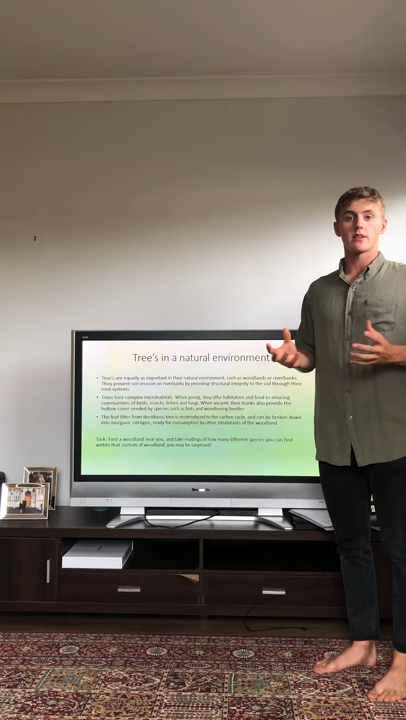 Tree's in a natural environment
• Tree's are equally as important in their natural environment, such as woodlands or riverbanks.
They prevent soil erosion on riverbanks by providing structural integrity to the soil through their
root systems
• Trees host complex microhabitats. When young, they offer habitation and food to amazing
communities of birds, insects, lichen and fungi. When ancient, their trunks also provide the
hollow cover needed by species such as bats and woodboring beetles
• The leaf litter from deciduous tree is reintroduced to the carbon cycle, and can be broken down
into inorganic nitrogen, ready for consumption by other inhabitants of the woodland
Task: Find a woodland near you, and take readings of how many different species you can find
within that section of woodland, you may be surprised!